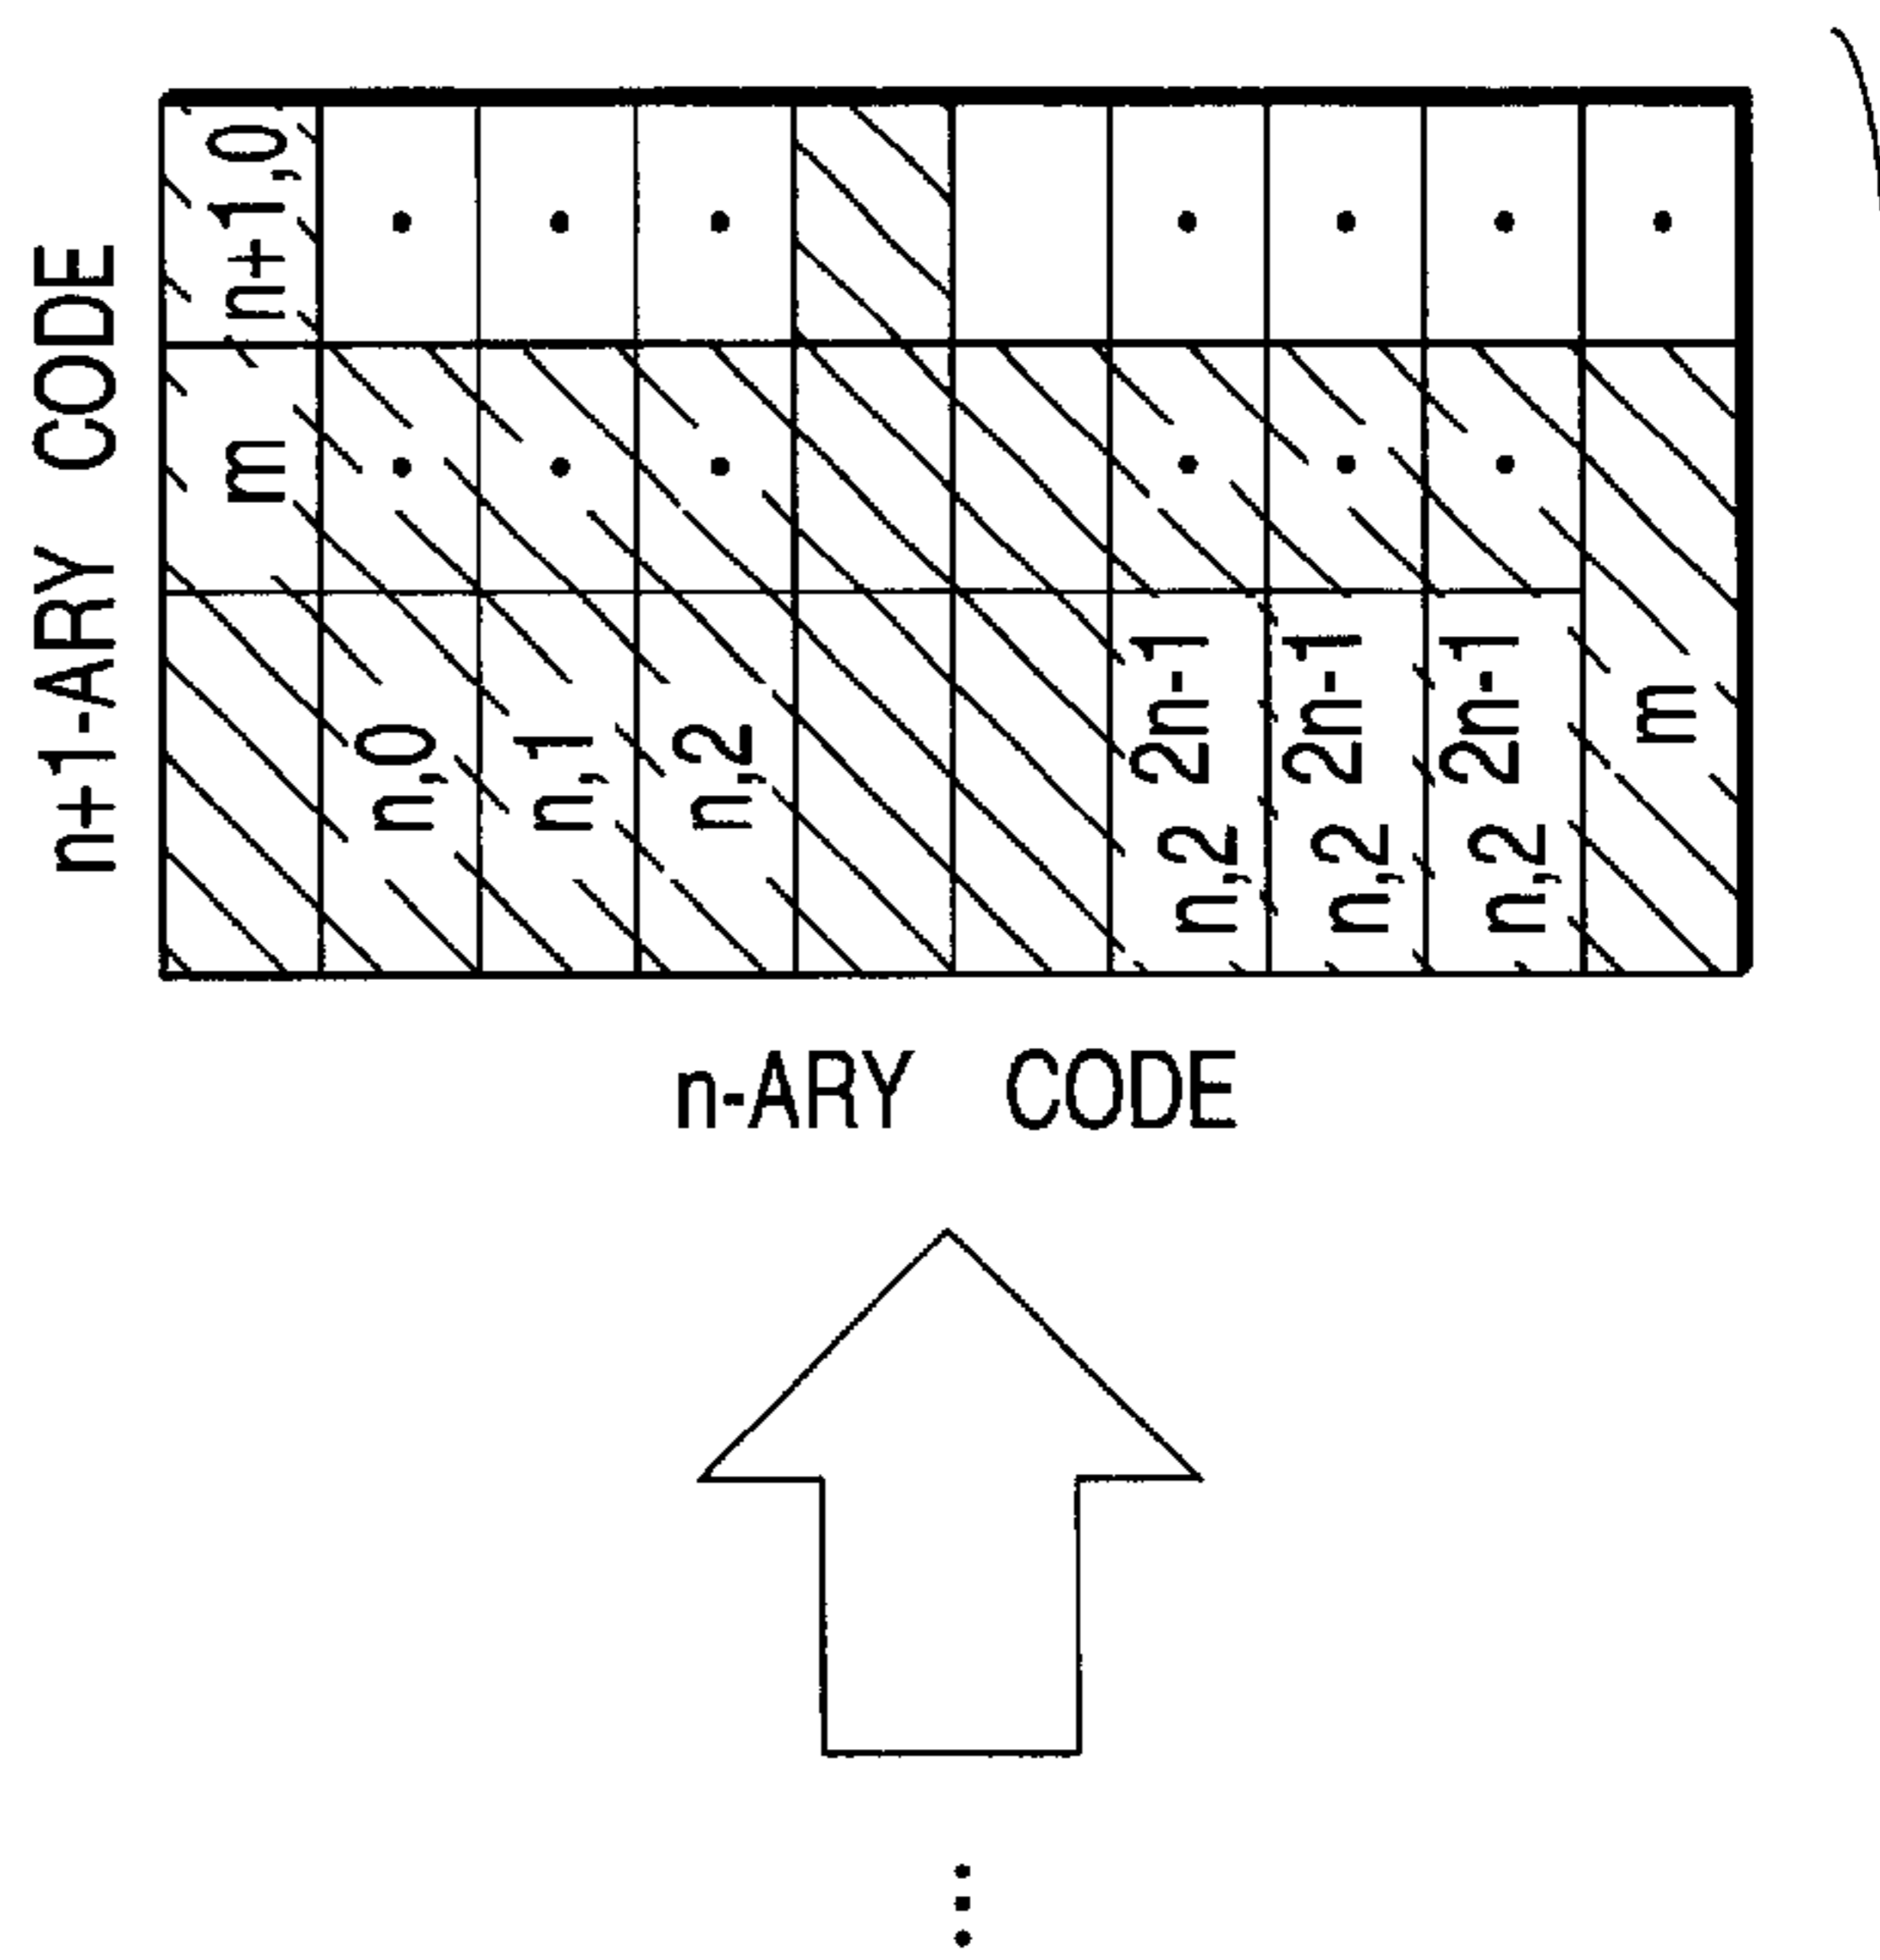 n+1-ARY CODE
n+1,0
m
n,0
n,1
n,2
n,2 2n-1
n,2 2n-1
n,2 2n-1
m
n-ARY CODE